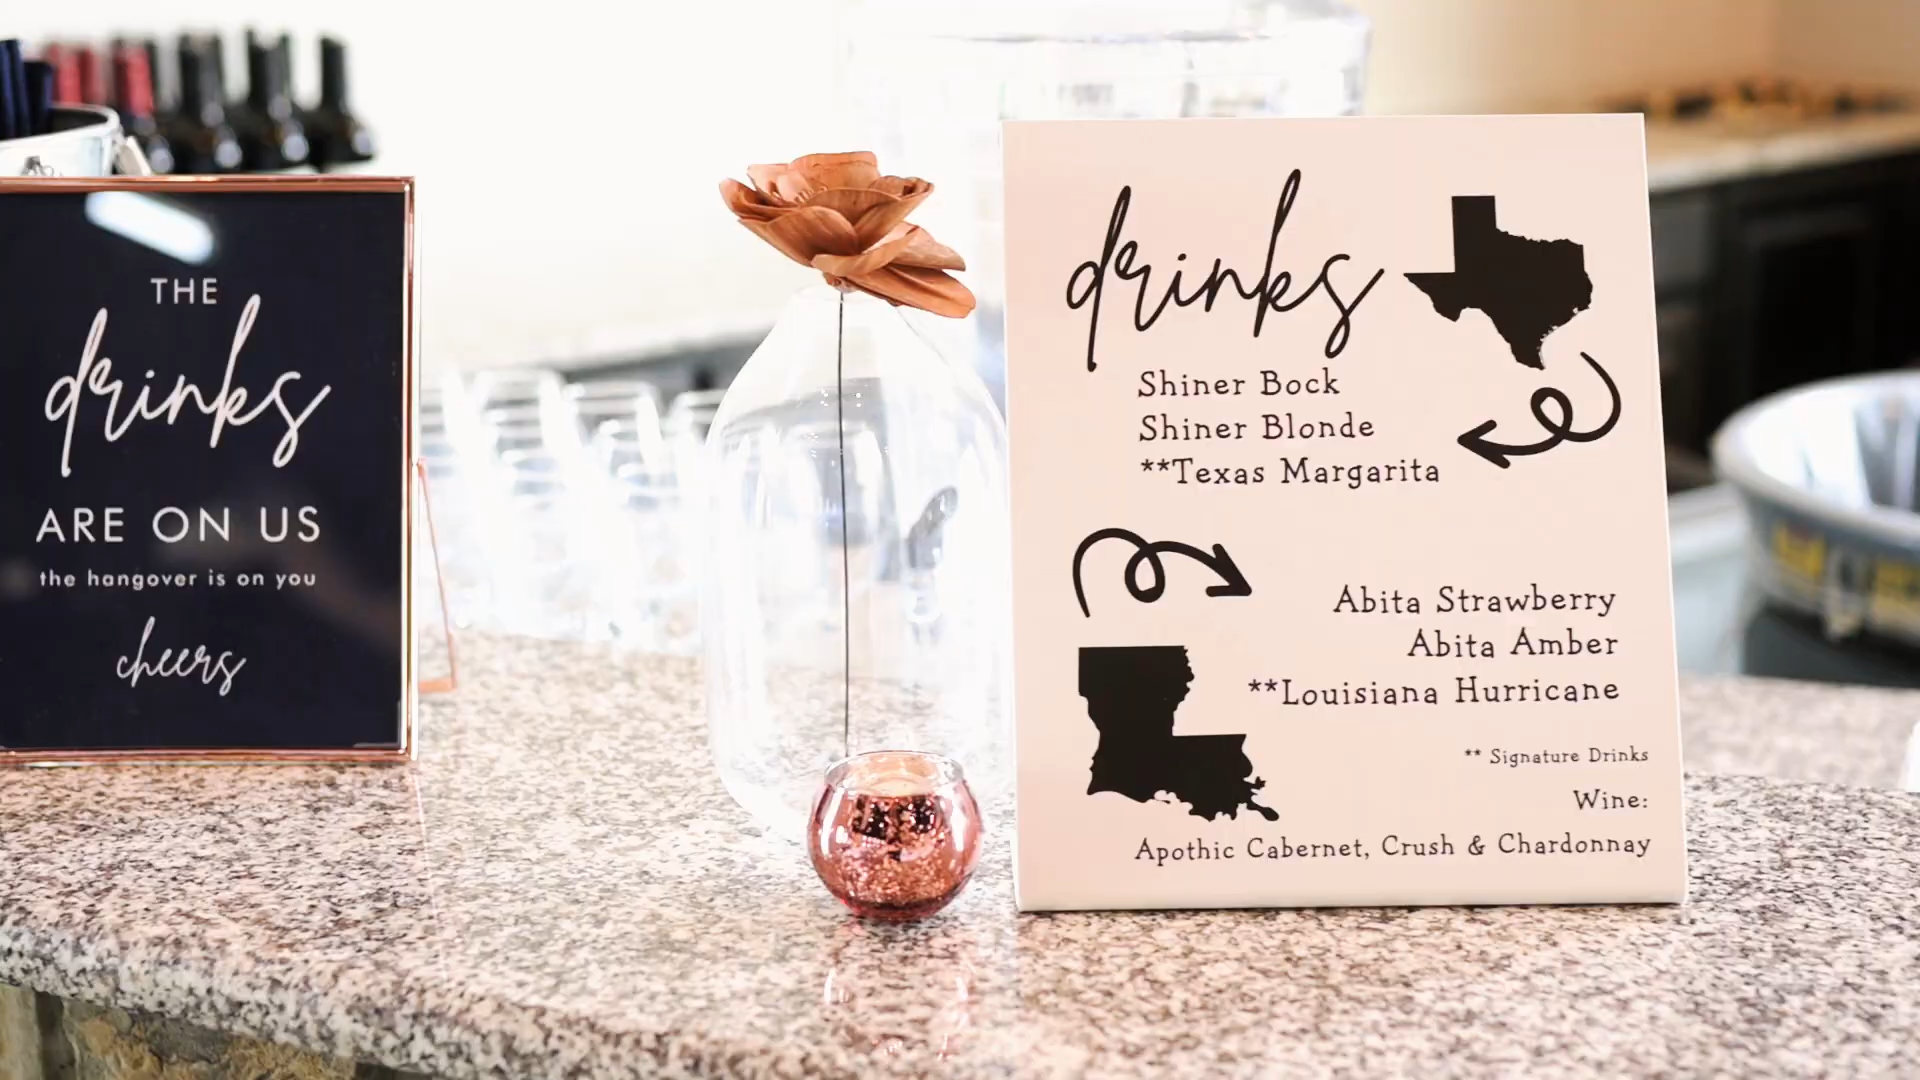 THE
drinks
ARE ON US
the hangover is on you
cheers
drinks
Shiner Bock
Shiner Blonde
**Texas Margarita
Abita Strawberry
Abita Amber
**Louisiana Hurricane
** Signature Drinks
Wine:
Apothic Cabernet, Crush & Chardonnay